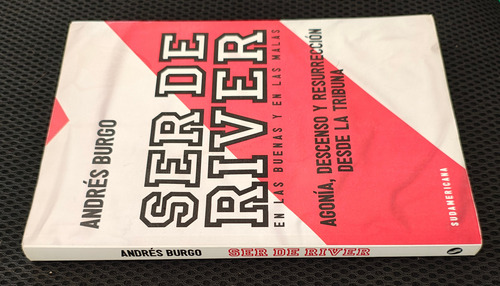 ANDRÉS BURGO
SER DE
RIVER
EN LAS BUENAS Y EN LAS MALAS
AGONÍA, DESCENSO Y RESURRECCIÓN
DESDE LA TRIBUNA
SUDAMERICANA
ANDRÉS BURGO SER DE RIVER